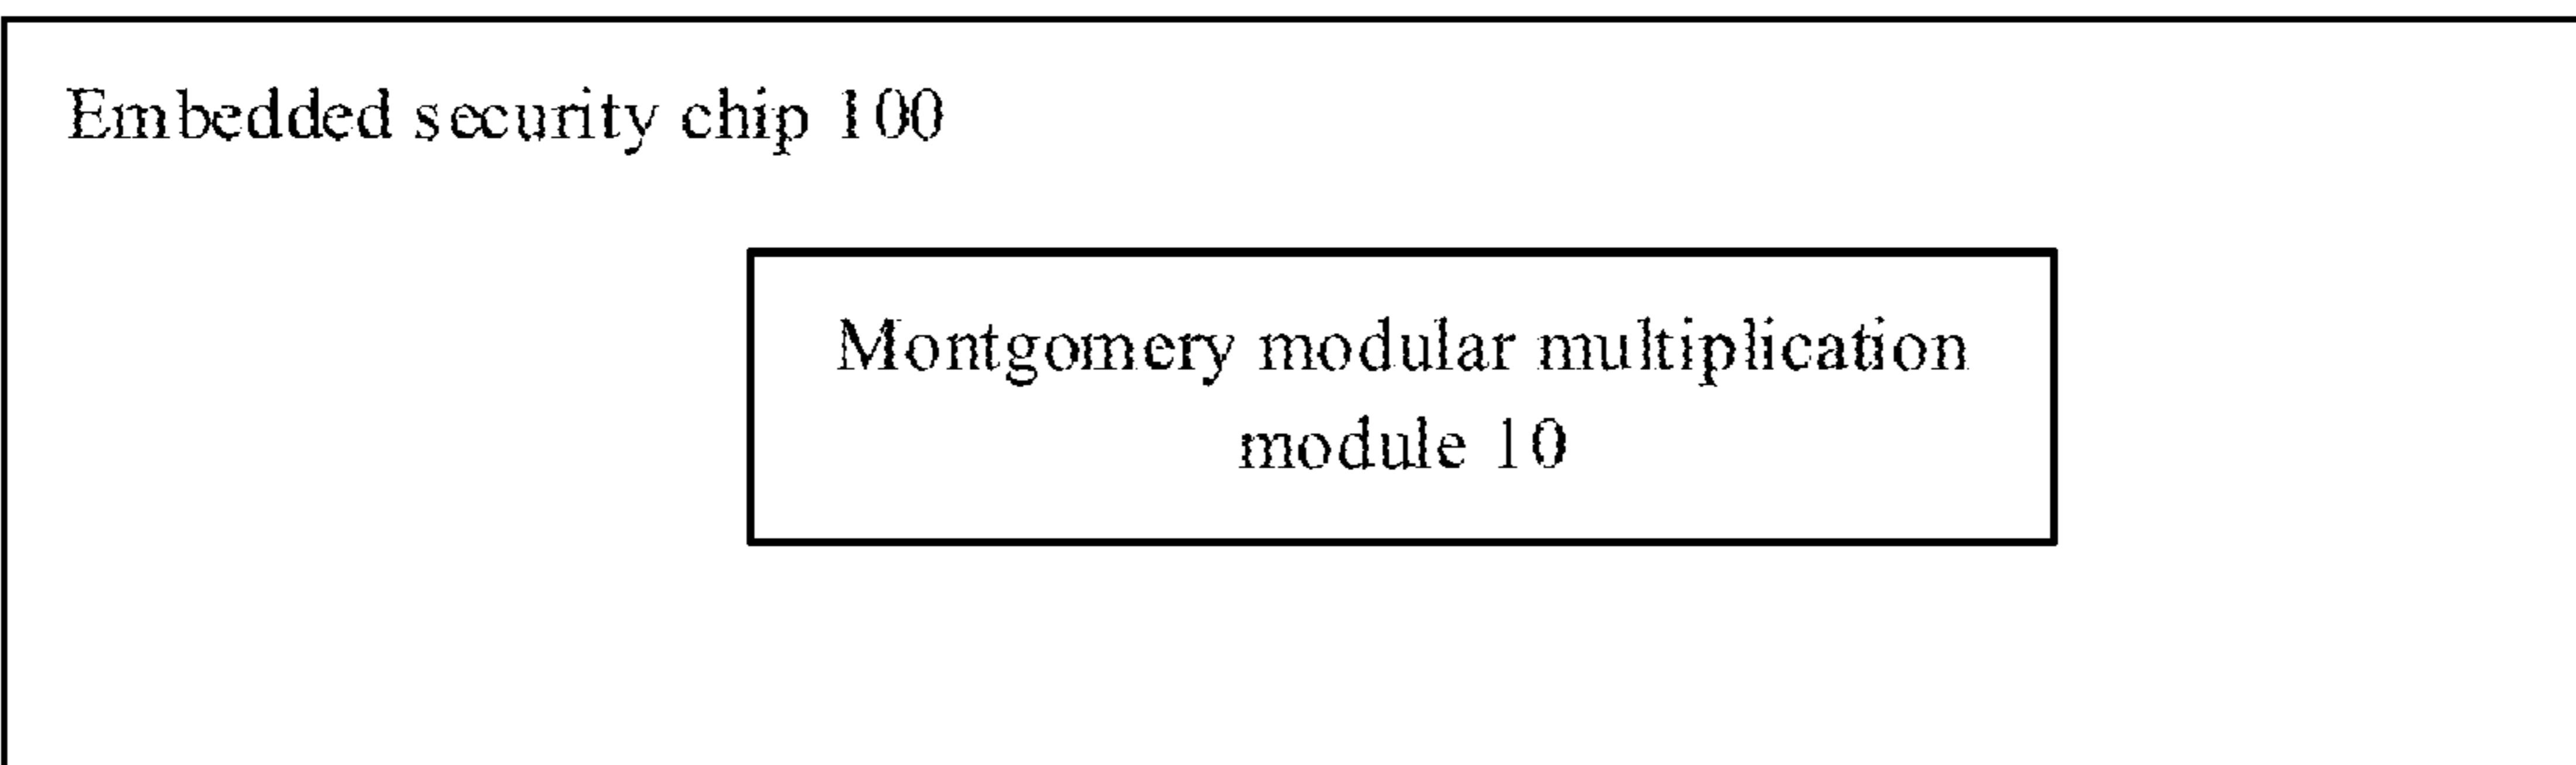 Embedded security chip 100
Montgomery modular multiplication
module 10